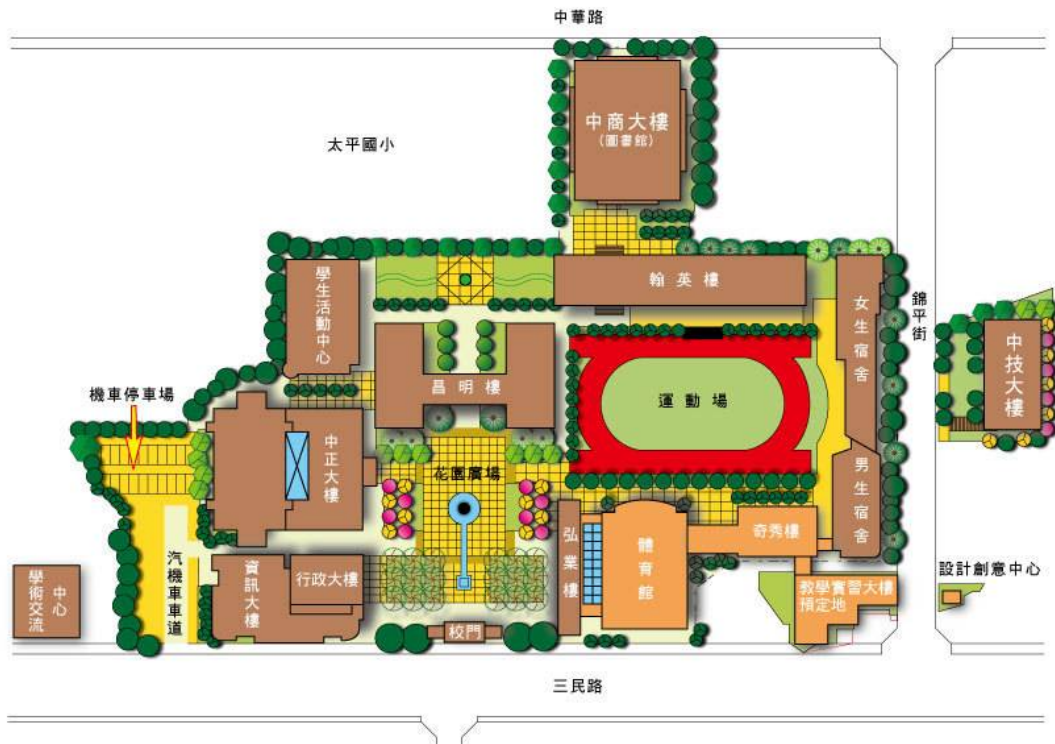 中華路
中商大樓
(圖書館)
太平國小
學生活動中心
翰英樓
女生宿舍
錦平街
中技大樓
機車停車場
昌明樓
運動場
中正大樓
花園廣場
男生宿舍
弘業樓
體育館
奇秀樓
資訊大樓
行政大樓
汽機車車道
學術交流
中心
設計創意中心
教學實習大樓
預定地
校門
三民路